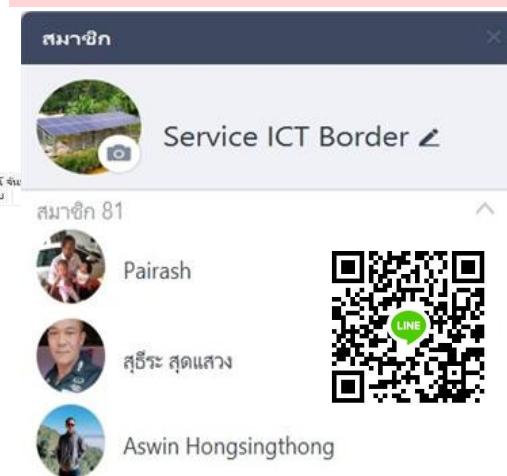 สมาชิก
Service ICT Border
สมาชิก 81
Pairash
LINE
สุธีระ สุดแสวง
Aswin Hongsingthong